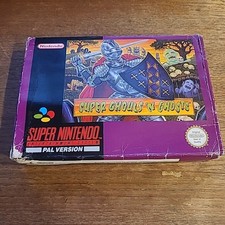 Nintendo
SUPER GHOULS 'N GHOSTS
SUPER NINTENDO
ENTERTAINMENT SYSTEM
PAL VERSION